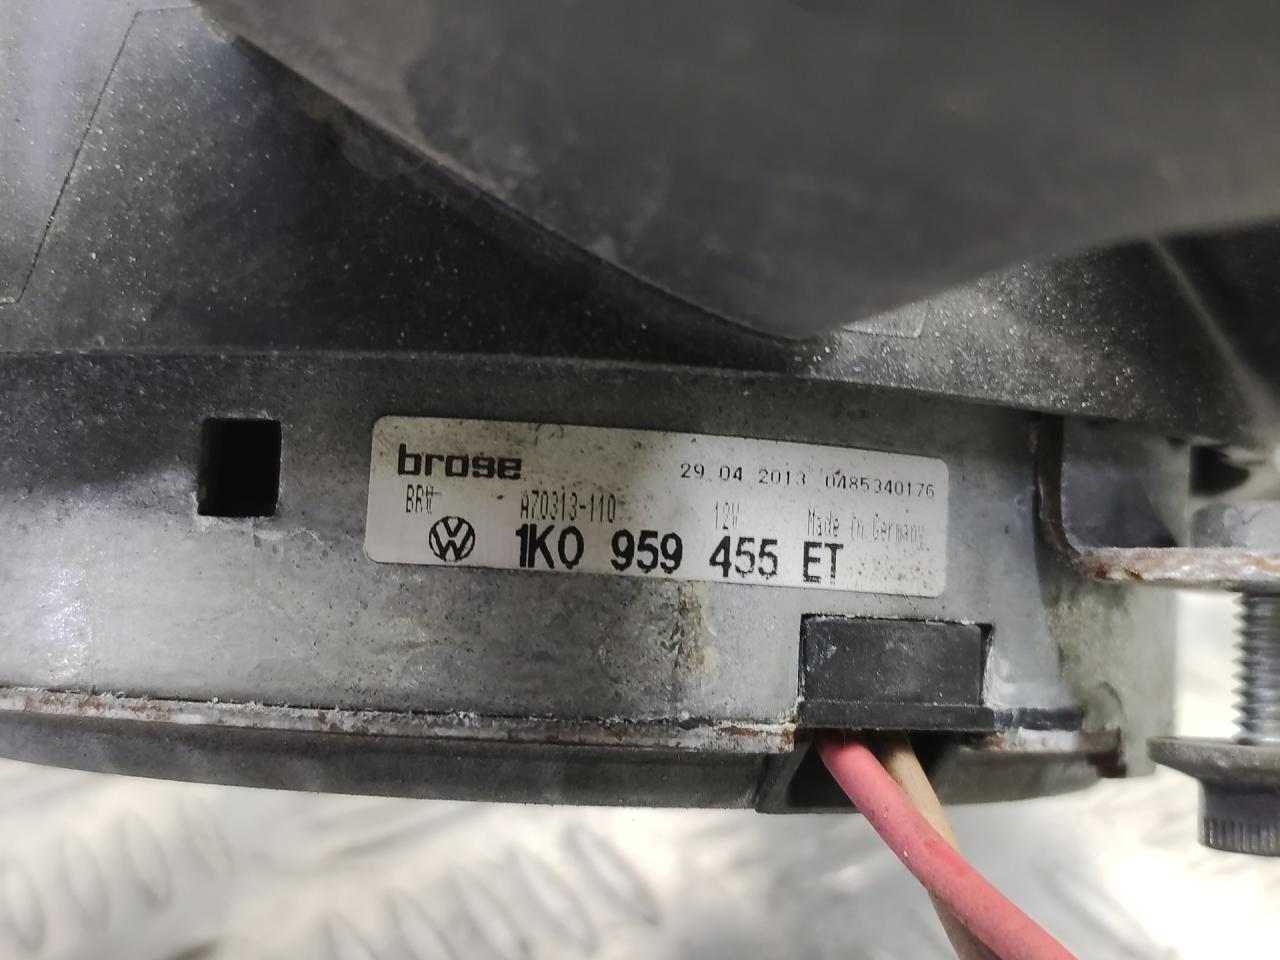 brose 29.04 2013 0485340176
BRW A70313-110 12V Made in Germany
1K0 959 455 ET